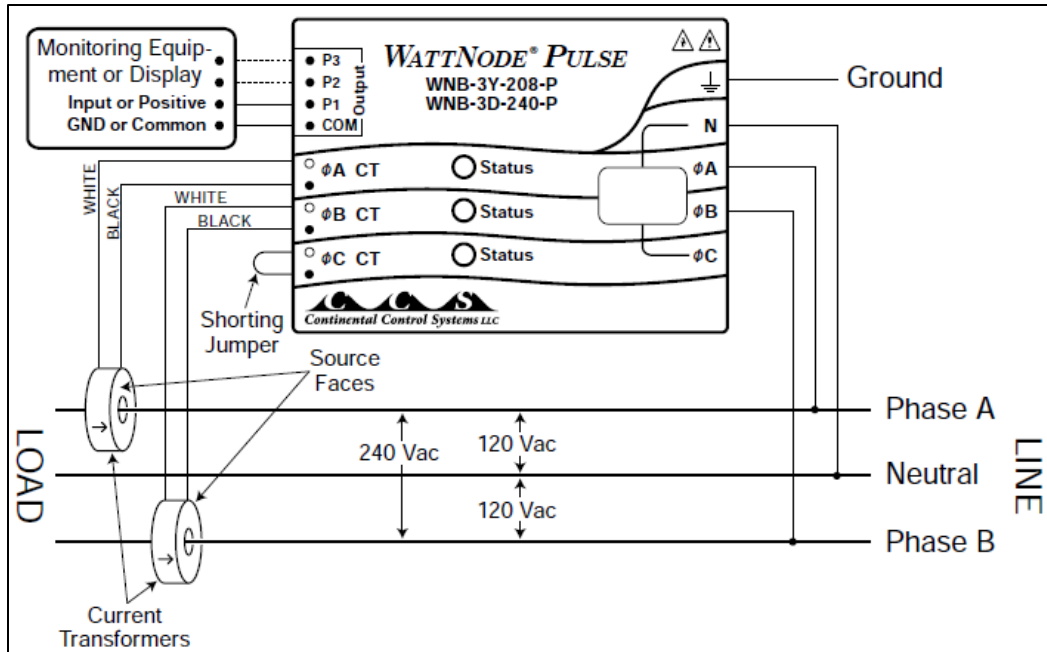 Monitoring Equip-
ment or Display
Input or Positive
GND or Common
P3
P2
P1
COM
Output
WATTNODE® PULSE
WNB-3Y-208-P
WNB-3D-240-P
Ground
N
ϕA
ϕB
ϕC
ϕA CT
Status
ϕB CT
Status
ϕC CT
Status
WHITE
BLACK
WHITE
BLACK
Shorting
Jumper
CCS
Continental Control Systems LLC
Source
Faces
LOAD
240 Vac
120 Vac
120 Vac
Phase A
Neutral
Phase B
LINE
Current
Transformers